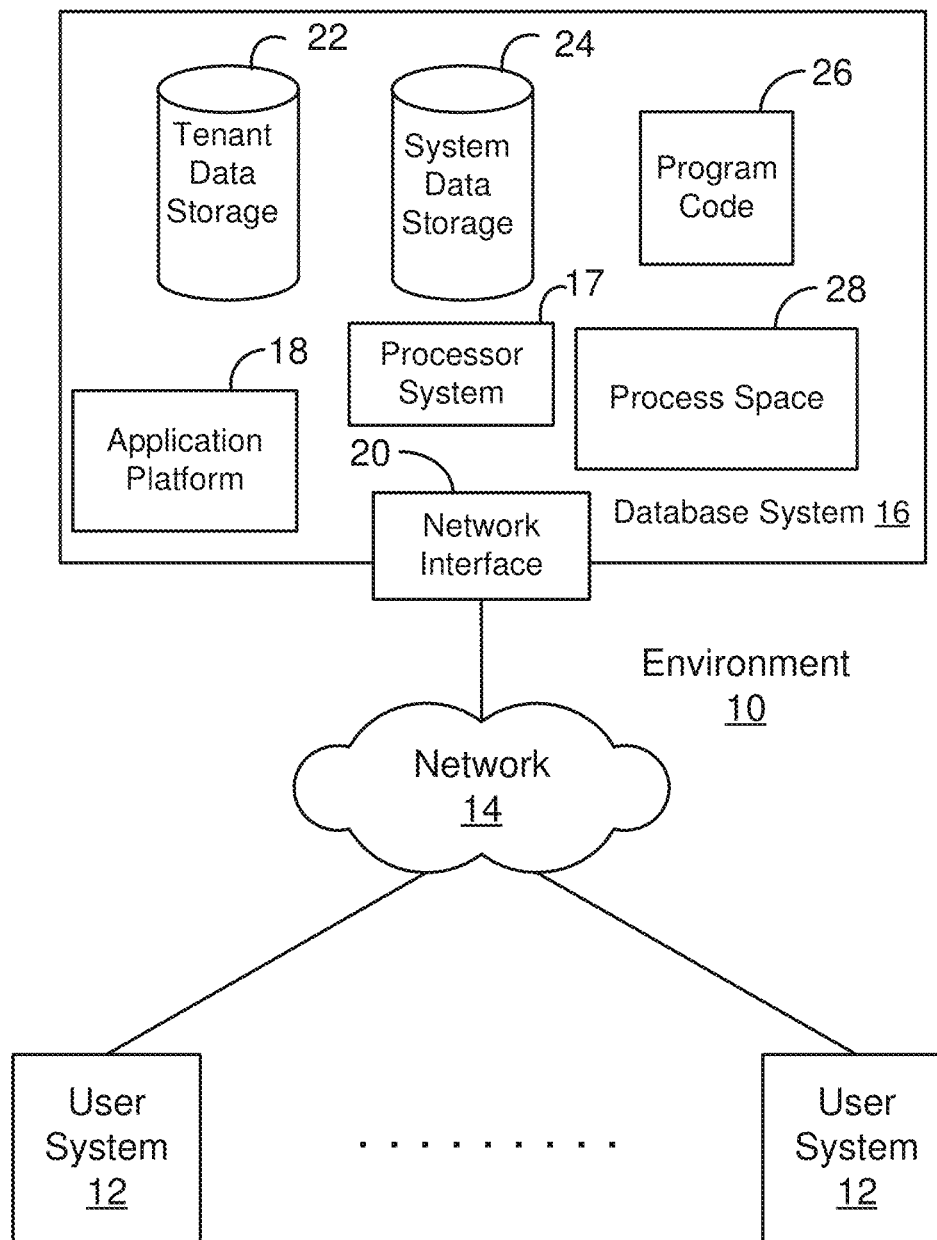 22
24
26
Tenant
Data
Storage
System
Data
Storage
Program
Code
17
28
18
Processor
System
Process Space
Application
Platform
20
Network
Interface
Database System 16
Environment
10
Network
14
User
System
12
User
System
12